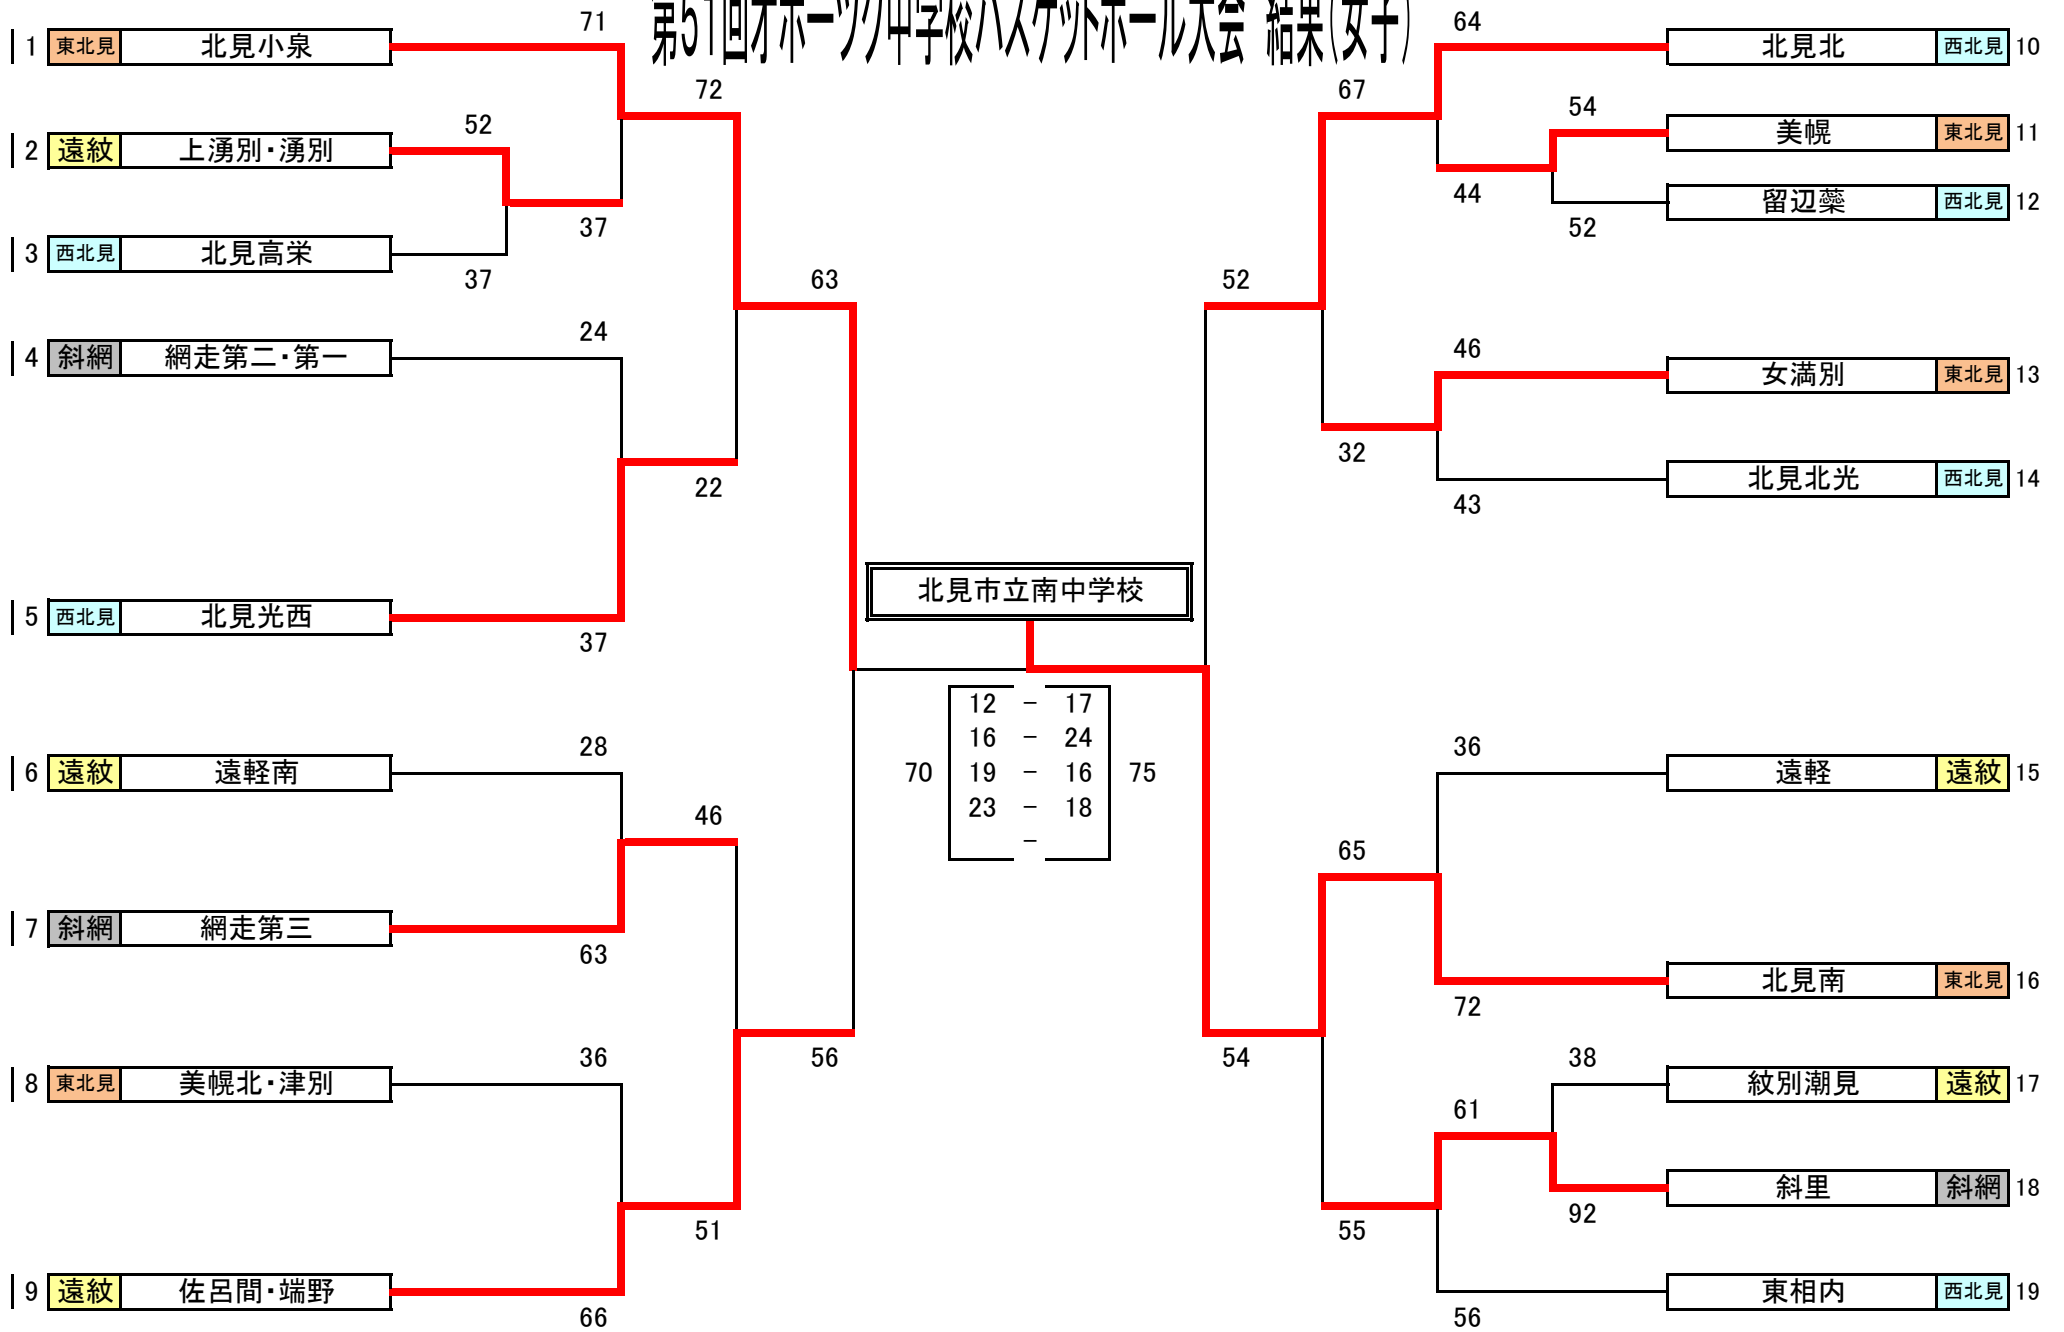 第51回オホーツク中学校バスケットボール大会 結果(女子)
1 東北見 北見小泉 71
2 遠紋 上湧別・湧別 52
3 西北見 北見高栄 37
37
72
4 斜網 網走第二・第一 24
5 西北見 北見光西 37
22
63
6 遠紋 遠軽南 28
7 斜網 網走第三 63
46
8 東北見 美幌北・津別 36
9 遠紋 佐呂間・端野 66
51
56
北見市立南中学校
70
12 - 17
16 - 24
19 - 16
23 - 18
-
75
64 北見北 西北見 10
54 美幌 東北見 11
52 留辺蘂 西北見 12
44
67
46 女満別 東北見 13
43 北見北光 西北見 14
32
52
36 遠軽 遠紋 15
72 北見南 東北見 16
65
38 紋別潮見 遠紋 17
92 斜里 斜網 18
61
56 東相内 西北見 19
55
54